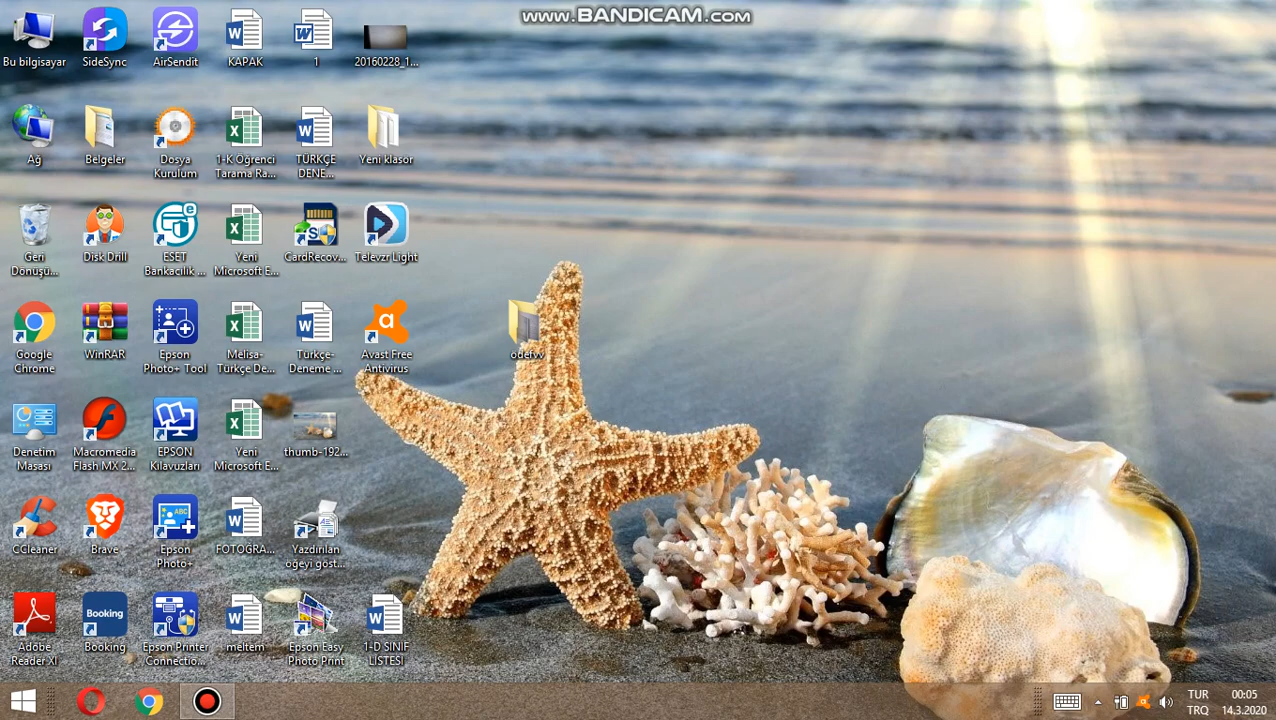 www.BANDICAM.com
Bu bilgisayar
SideSync
AirSendit
KAPAK
1
20160228_1...
Ağ
Belgeler
Dosya
Kurulum
1-K Öğrenci
Tarama Ra...
TÜRKÇE
DENE...
Yeni klasör
Geri
Dönüşü...
Disk Drill
ESET
Bankacılık ...
Yeni
Microsoft E...
CardRecov...
Televzr Light
Google
Chrome
WinRAR
Epson
Photo+ Tool
Melisa-
Türkçe De...
Türkçe-
Deneme ...
Avast Free
Antivirus
odefvv
Denetim
Masası
Macromedia
Flash MX 2...
EPSON
Kılavuzları
Yeni
Microsoft E...
thumb-192...
CCleaner
Brave
Epson
Photo+
FOTOĞRA...
Yazdırılan
öğeyi göst...
Adobe
Reader XI
Booking
Booking
Epson Printer
Connectio...
meltem
Epson Easy
Photo Print
1-D SINIF
LİSTESİ
TUR
TRQ
00:05
14.3.2020